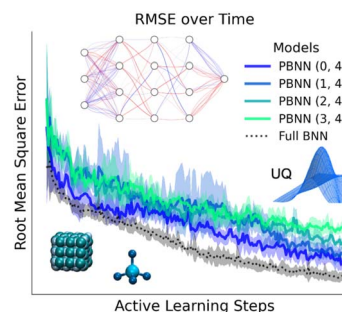 RMSE over Time
Models
PBNN (0, 4
PBNN (1, 4
PBNN (2, 4
PBNN (3, 4
Full BNN
UQ
Root Mean Square Error
Active Learning Steps